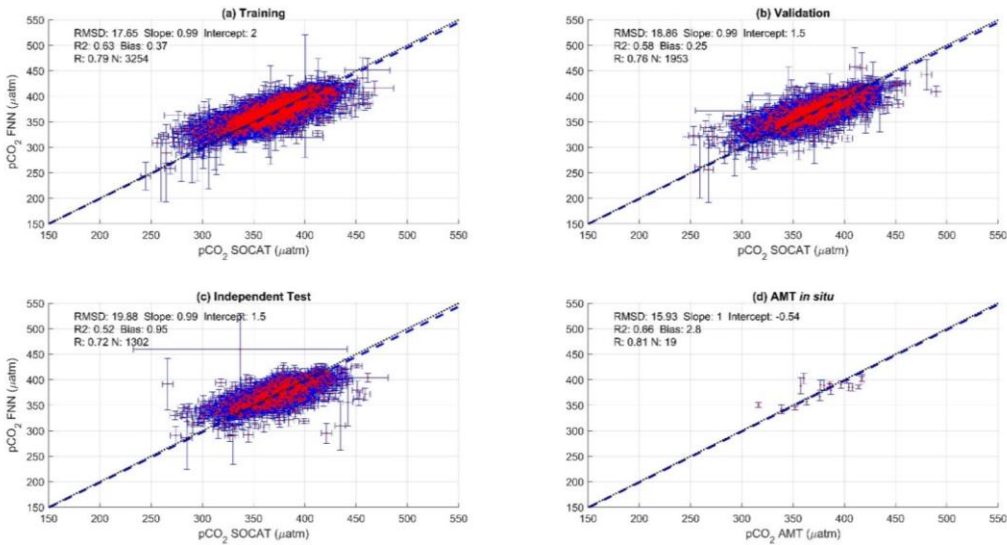 (a) Training
RMSD: 17.65 Slope: 0.99 Intercept: 2
R2: 0.63 Bias: 0.37
R: 0.79 N: 3254
550
500
450
400
350
300
250
200
150
pCO2 FNN (μatm)
150 200 250 300 350 400 450 500 550
pCO2 SOCAT (μatm)
(b) Validation
RMSD: 18.86 Slope: 0.99 Intercept: 1.5
R2: 0.58 Bias: 0.25
R: 0.76 N: 1953
550
500
450
400
350
300
250
200
150
150 200 250 300 350 400 450 500 550
pCO2 SOCAT (μatm)
(c) Independent Test
RMSD: 19.88 Slope: 0.99 Intercept: 1.5
R2: 0.52 Bias: 0.95
R: 0.72 N: 1302
550
500
450
400
350
300
250
200
150
pCO2 FNN (μatm)
150 200 250 300 350 400 450 500 550
pCO2 SOCAT (μatm)
(d) AMT in situ
RMSD: 15.93 Slope: 1 Intercept: -0.54
R2: 0.66 Bias: 2.8
R: 0.81 N: 19
550
500
450
400
350
300
250
200
150
150 200 250 300 350 400 450 500 550
pCO2 AMT (μatm)